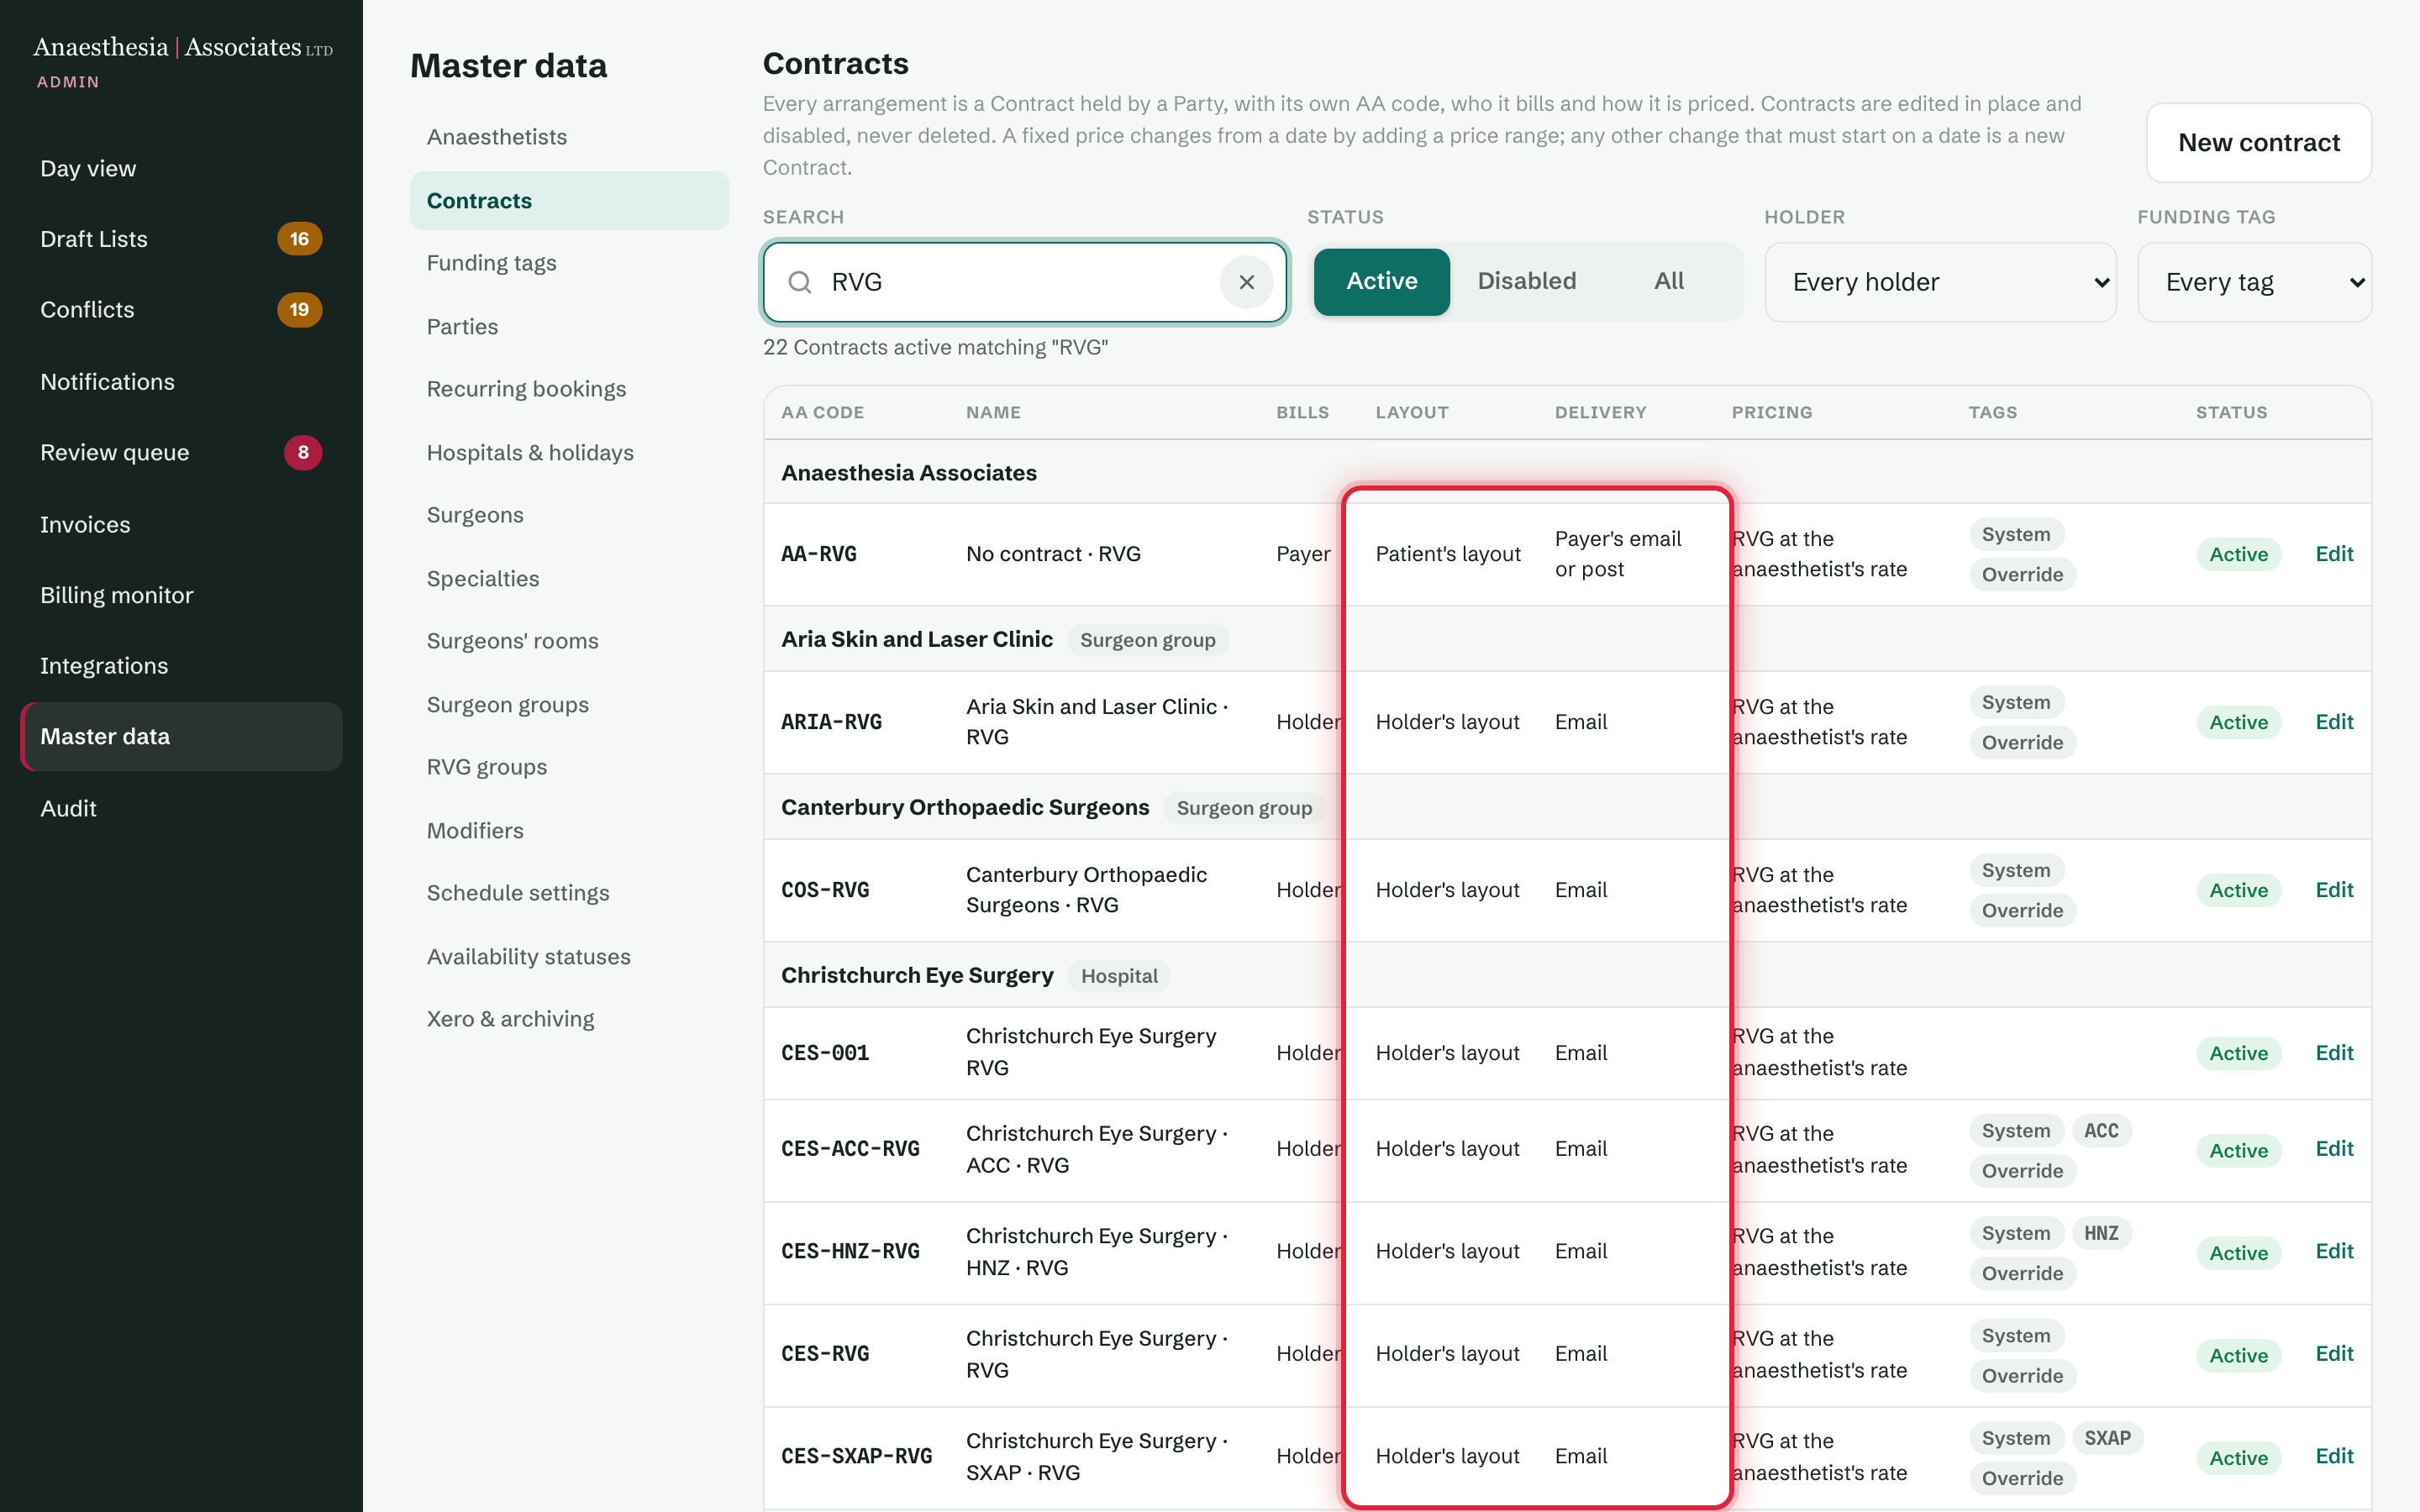 Anaesthesia | Associates LTD
ADMIN
Day view
Draft Lists 16
Conflicts 19
Notifications
Review queue 8
Invoices
Billing monitor
Integrations
Master data
Audit
Master data
Anaesthetists
Contracts
Funding tags
Parties
Recurring bookings
Hospitals & holidays
Surgeons
Specialties
Surgeons' rooms
Surgeon groups
RVG groups
Modifiers
Schedule settings
Availability statuses
Xero & archiving
Contracts
Every arrangement is a Contract held by a Party, with its own AA code, who it bills and how it is priced. Contracts are edited in place and
disabled, never deleted. A fixed price changes from a date by adding a price range; any other change that must start on a date is a new
Contract.
New contract
SEARCH STATUS HOLDER FUNDING TAG
RVG Active Disabled All Every holder Every tag
22 Contracts active matching "RVG"
AA CODE NAME BILLS LAYOUT DELIVERY PRICING TAGS STATUS
Anaesthesia Associates
AA-RVG No contract · RVG Payer Patient's layout Payer's email RVG at the System Active Edit
or post anaesthetist's rate Override
Aria Skin and Laser Clinic Surgeon group
ARIA-RVG Aria Skin and Laser Clinic · Holder Holder's layout Email RVG at the System Active Edit
RVG anaesthetist's rate Override
Canterbury Orthopaedic Surgeons Surgeon group
COS-RVG Canterbury Orthopaedic Holder Holder's layout Email RVG at the System Active Edit
Surgeons · RVG anaesthetist's rate Override
Christchurch Eye Surgery Hospital
CES-001 Christchurch Eye Surgery Holder Holder's layout Email RVG at the Active Edit
RVG anaesthetist's rate
CES-ACC-RVG Christchurch Eye Surgery · Holder Holder's layout Email RVG at the System ACC Active Edit
ACC · RVG anaesthetist's rate Override
CES-HNZ-RVG Christchurch Eye Surgery · Holder Holder's layout Email RVG at the System HNZ Active Edit
HNZ · RVG anaesthetist's rate Override
CES-RVG Christchurch Eye Surgery · Holder Holder's layout Email RVG at the System Active Edit
RVG anaesthetist's rate Override
CES-SXAP-RVG Christchurch Eye Surgery · Holder Holder's layout Email RVG at the System SXAP Active Edit
SXAP · RVG anaesthetist's rate Override